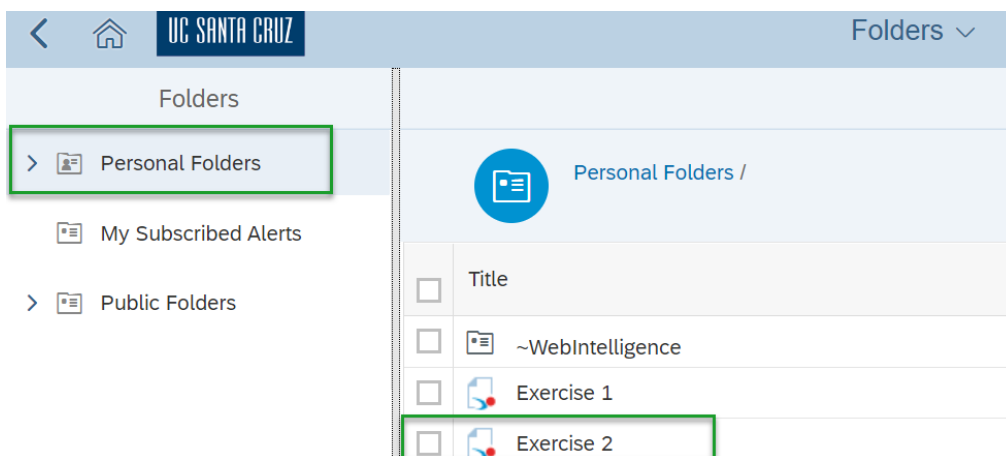 UC SANTA CRUZ
Folders
Folders
Personal Folders
My Subscribed Alerts
Public Folders
Personal Folders /
Title
~WebIntelligence
Exercise 1
Exercise 2